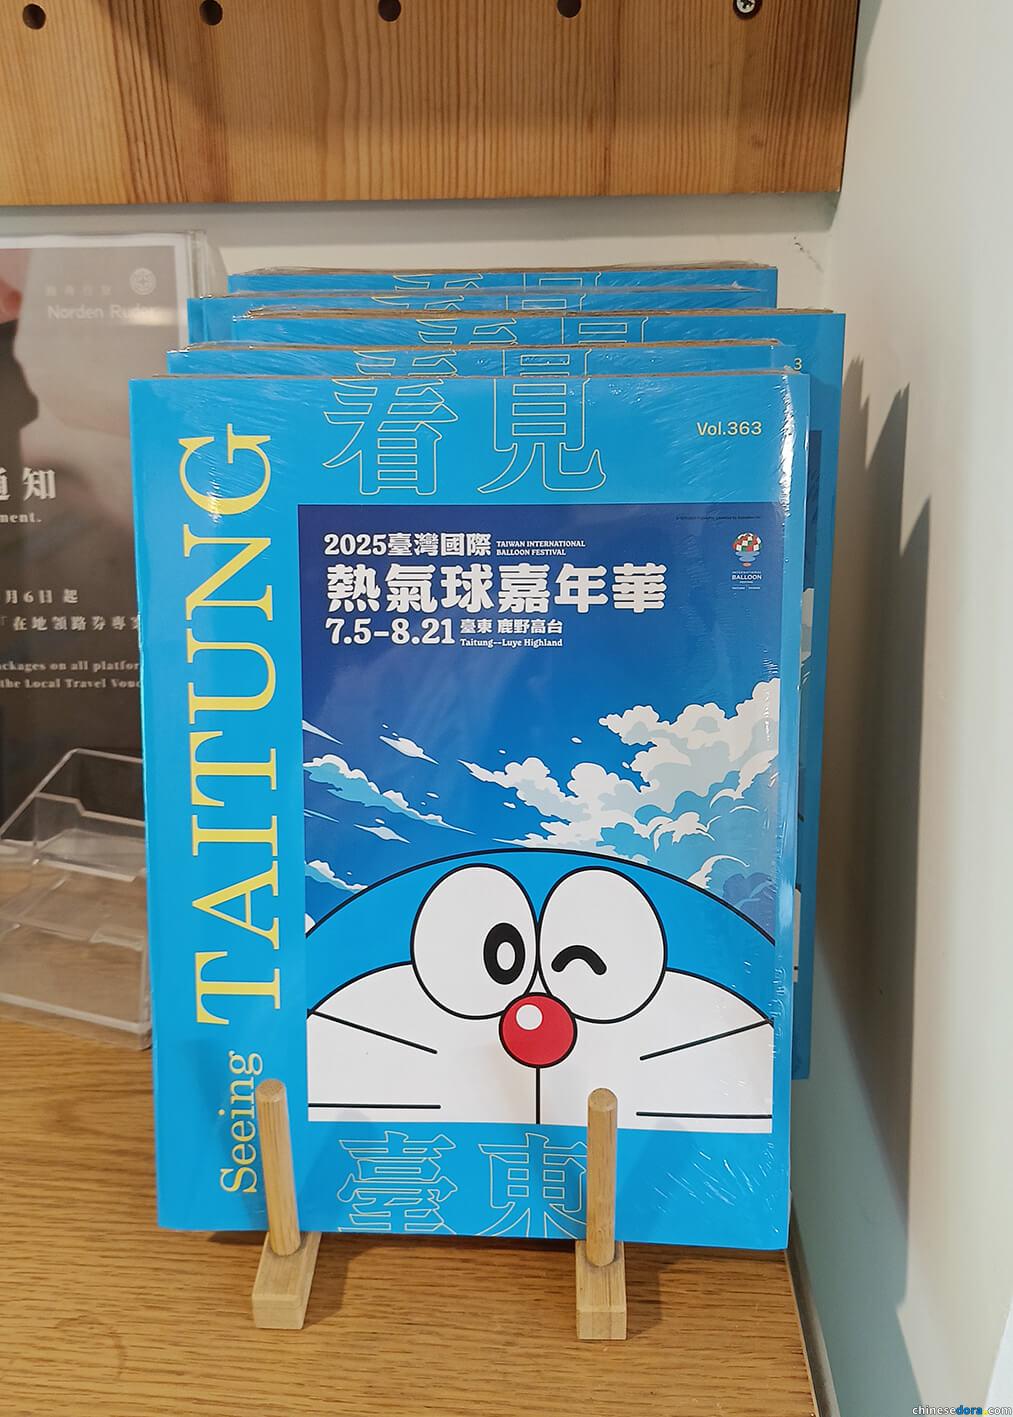 看見
Vol.363
Seeing TAITUNG
2025臺灣國際 TAIWAN INTERNATIONAL
BALLOON FESTIVAL
熱氣球嘉年華
7.5-8.21 臺東 鹿野高台
Taitung--Luye Highland
INTERNATIONAL
BALLOON
臺東
Norden Ruder
通知
ment.
月6日起
在地領路券專案
ackages on all platfor
the Local Travel Vouc
chinesedora.com